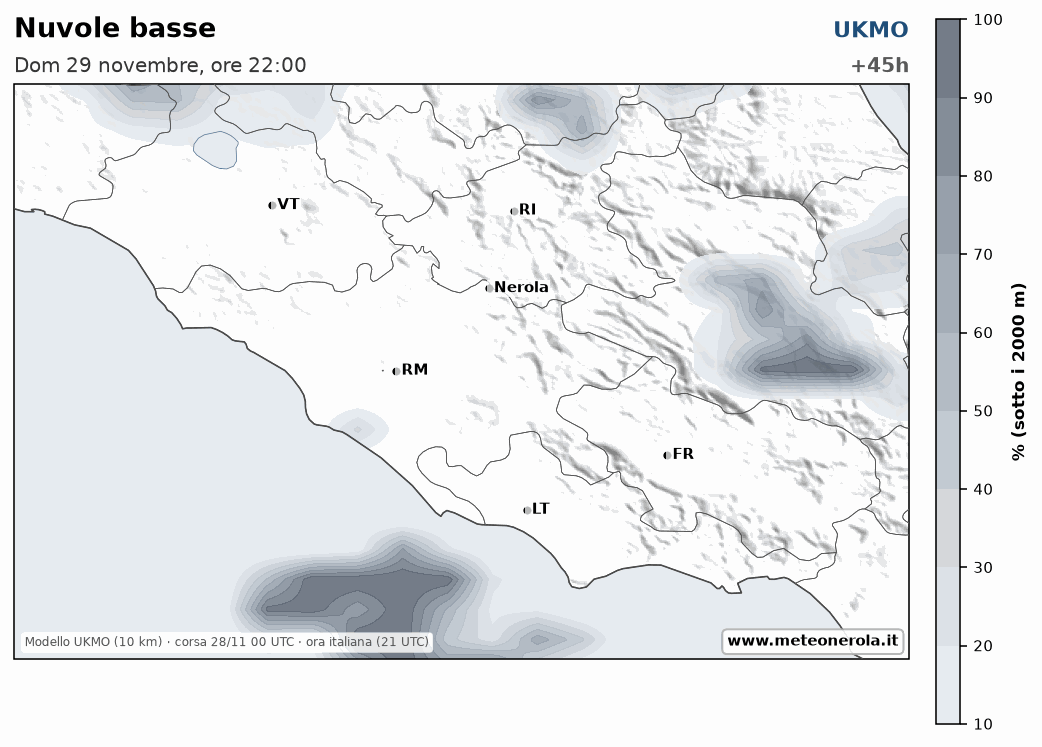 Nuvole basse
UKMO
Dom 29 novembre, ore 22:00
+45h
VT
RI
Nerola
RM
FR
LT
Modello UKMO (10 km) · corsa 28/11 00 UTC · ora italiana (21 UTC)
www.meteonerola.it
100
90
80
70
60
50
40
30
20
10
% (sotto i 2000 m)